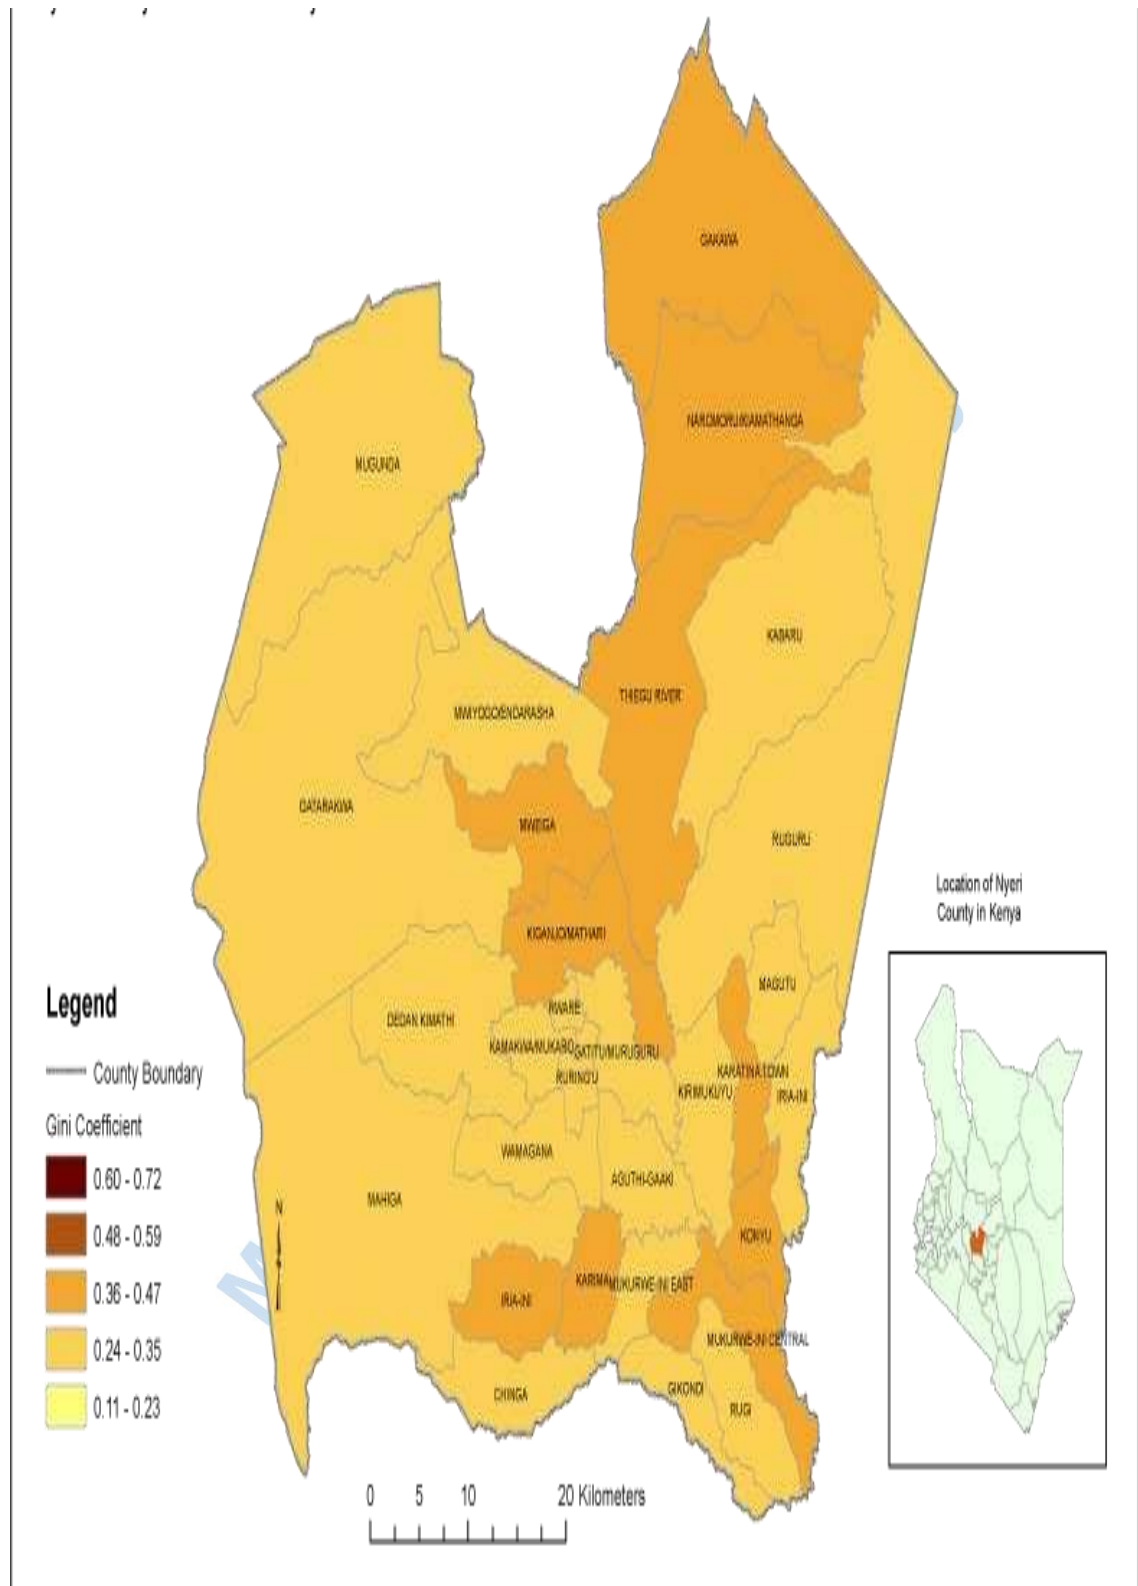 GAKAWA
NAROMORU/KIAMATHANGA
MUGUNDA
KABARU
THIEGU RIVER
MWIYOGO/ENDARASHA
GATARAKWA
MWEIGA
RUGURU
Location of Nyeri
County in Kenya
KIGANJO/MATHARI
MAGUTU
RWARE
DEDAN KIMATHI
KAMAKWA/MUKARO
GATITU/MURUGURU
RURING'U
KARATINA TOWN
KIRIMUKUYU
IRIA-INI
WAMAGANA
AGUTHI-GAAKI
MAHIGA
KONYU
KARIMA
MUKURWE-INI EAST
IRIA-INI
MUKURWE-INI CENTRAL
CHINGA
GIKONDI
RUGI
N
Legend
County Boundary
Gini Coefficient
0.60 - 0.72
0.48 - 0.59
0.36 - 0.47
0.24 - 0.35
0.11 - 0.23
0 5 10 20 Kilometers